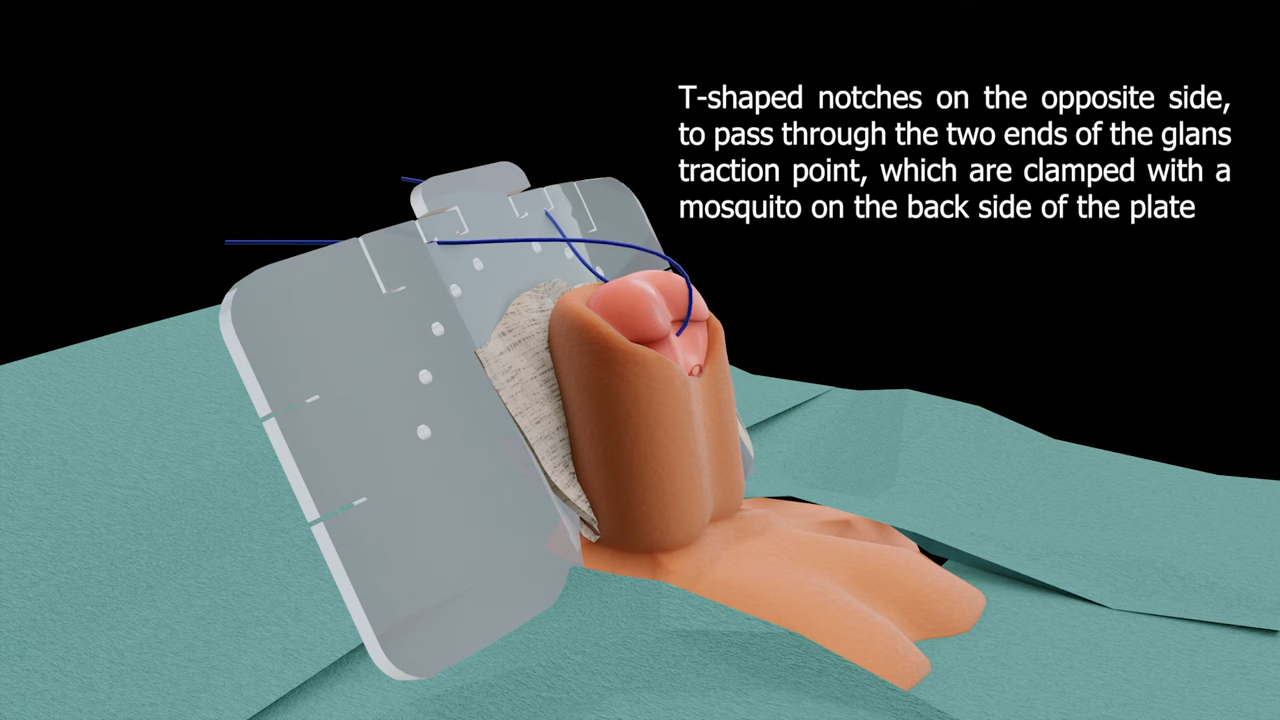 T-shaped notches on the opposite side,
to pass through the two ends of the glans
traction point, which are clamped with a
mosquito on the back side of the plate